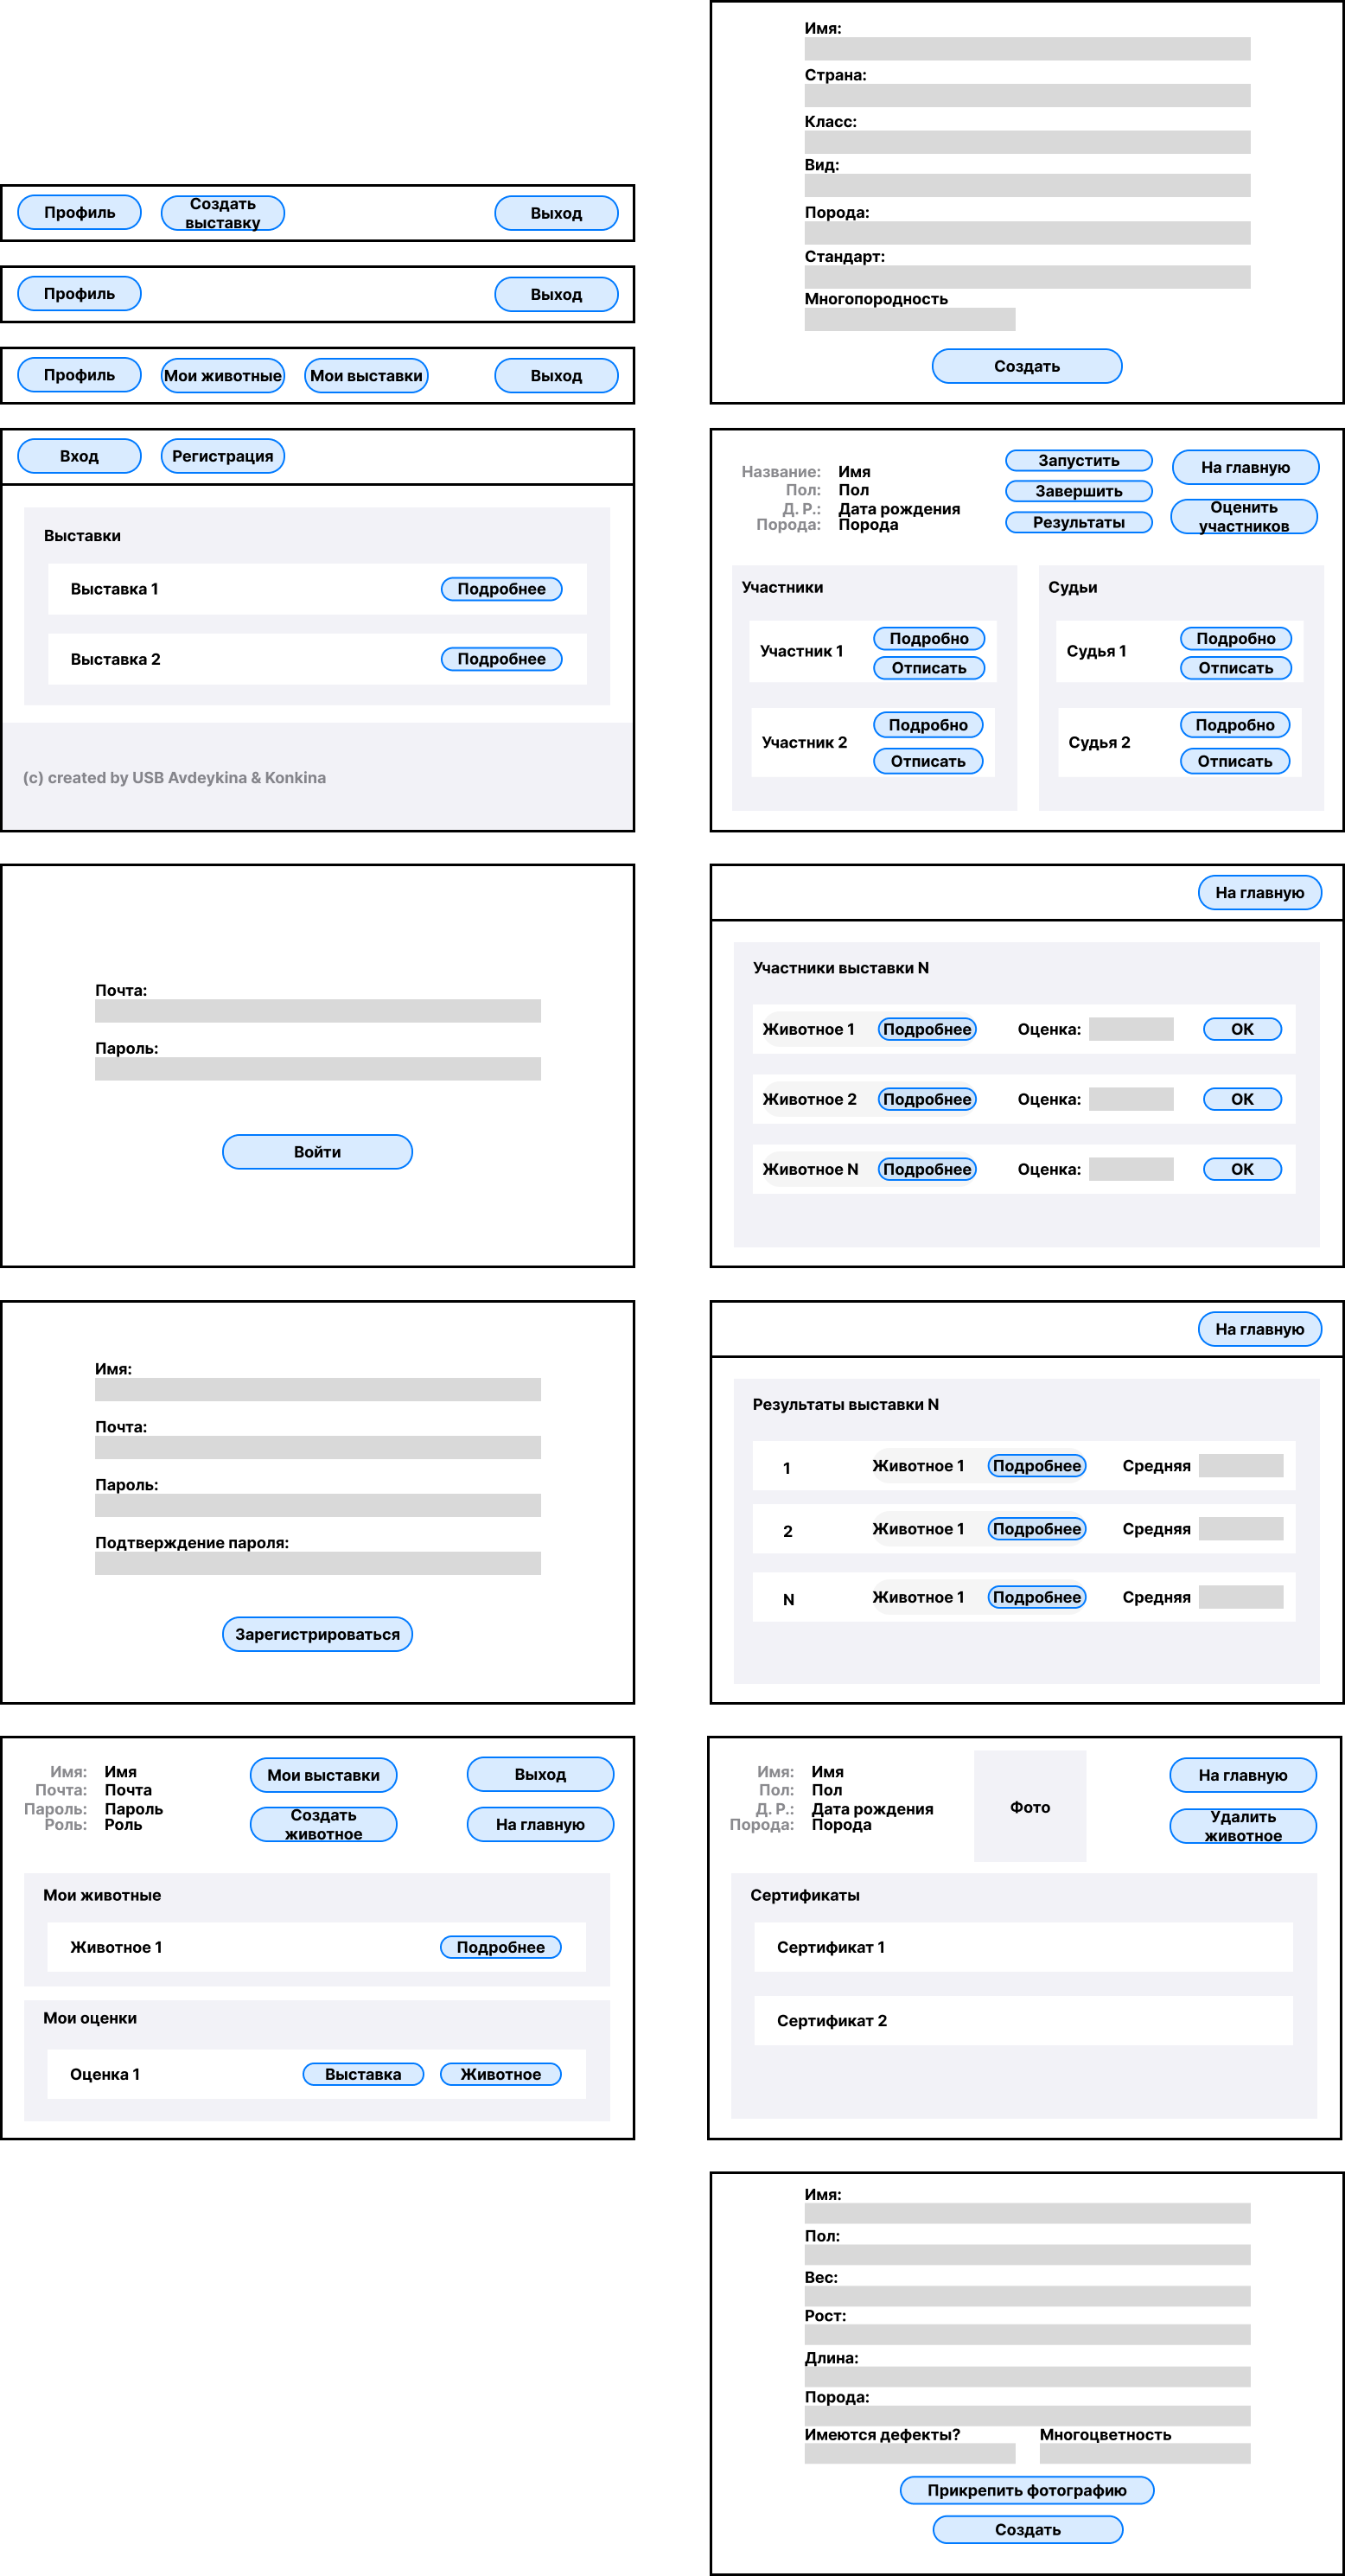 Профиль
Создать
выставку
Выход
Профиль
Выход
Профиль
Мои животные
Мои выставки
Выход
Вход
Регистрация
Выставки
Выставка 1
Подробнее
Выставка 2
Подробнее
(c) created by USB Avdeykina & Konkina
Почта:
Пароль:
Войти
Имя:
Почта:
Пароль:
Подтверждение пароля:
Зарегистрироваться
Имя: Имя
Почта: Почта
Пароль: Пароль
Роль: Роль
Мои выставки
Создать
животное
Выход
На главную
Мои животные
Животное 1
Подробнее
Мои оценки
Оценка 1
Выставка
Животное
Имя:
Страна:
Класс:
Вид:
Порода:
Стандарт:
Многопородность
Создать
Название: Имя
Пол: Пол
Д. Р.: Дата рождения
Порода: Порода
Запустить
Завершить
Результаты
На главную
Оценить
участников
Участники
Участник 1
Подробно
Отписать
Участник 2
Подробно
Отписать
Судьи
Судья 1
Подробно
Отписать
Судья 2
Подробно
Отписать
На главную
Участники выставки N
Животное 1 Подробнее Оценка: ОК
Животное 2 Подробнее Оценка: ОК
Животное N Подробнее Оценка: ОК
На главную
Результаты выставки N
1 Животное 1 Подробнее Средняя
2 Животное 1 Подробнее Средняя
N Животное 1 Подробнее Средняя
Имя: Имя
Пол: Пол
Д. Р.: Дата рождения
Порода: Порода
Фото
На главную
Удалить
животное
Сертификаты
Сертификат 1
Сертификат 2
Имя:
Пол:
Вес:
Рост:
Длина:
Порода:
Имеются дефекты?
Многоцветность
Прикрепить фотографию
Создать